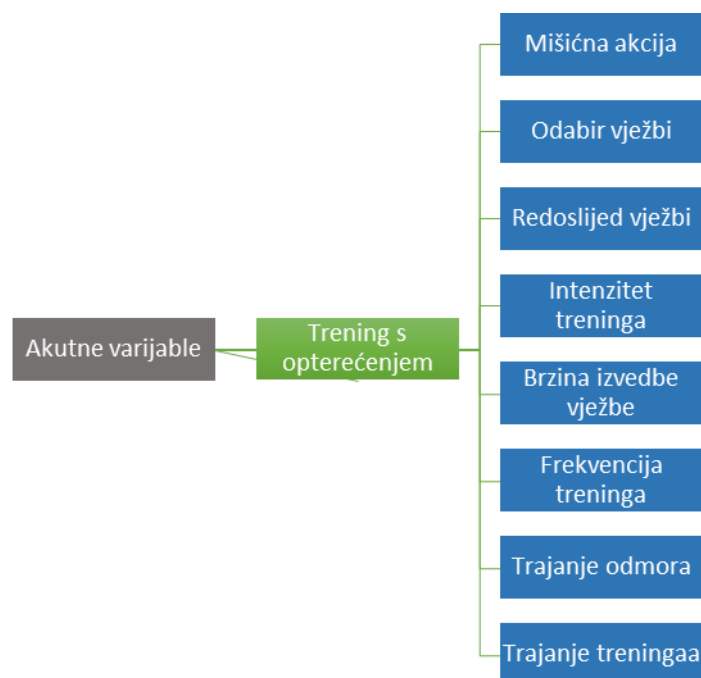 Mišićna akcija
Odabir vježbi
Redoslijed vježbi
Intenzitet
treninga
Akutne varijable
Trening s
opterećenjem
Brzina izvedbe
vježbe
Frekvencija
treninga
Trajanje odmora
Trajanje treningaa